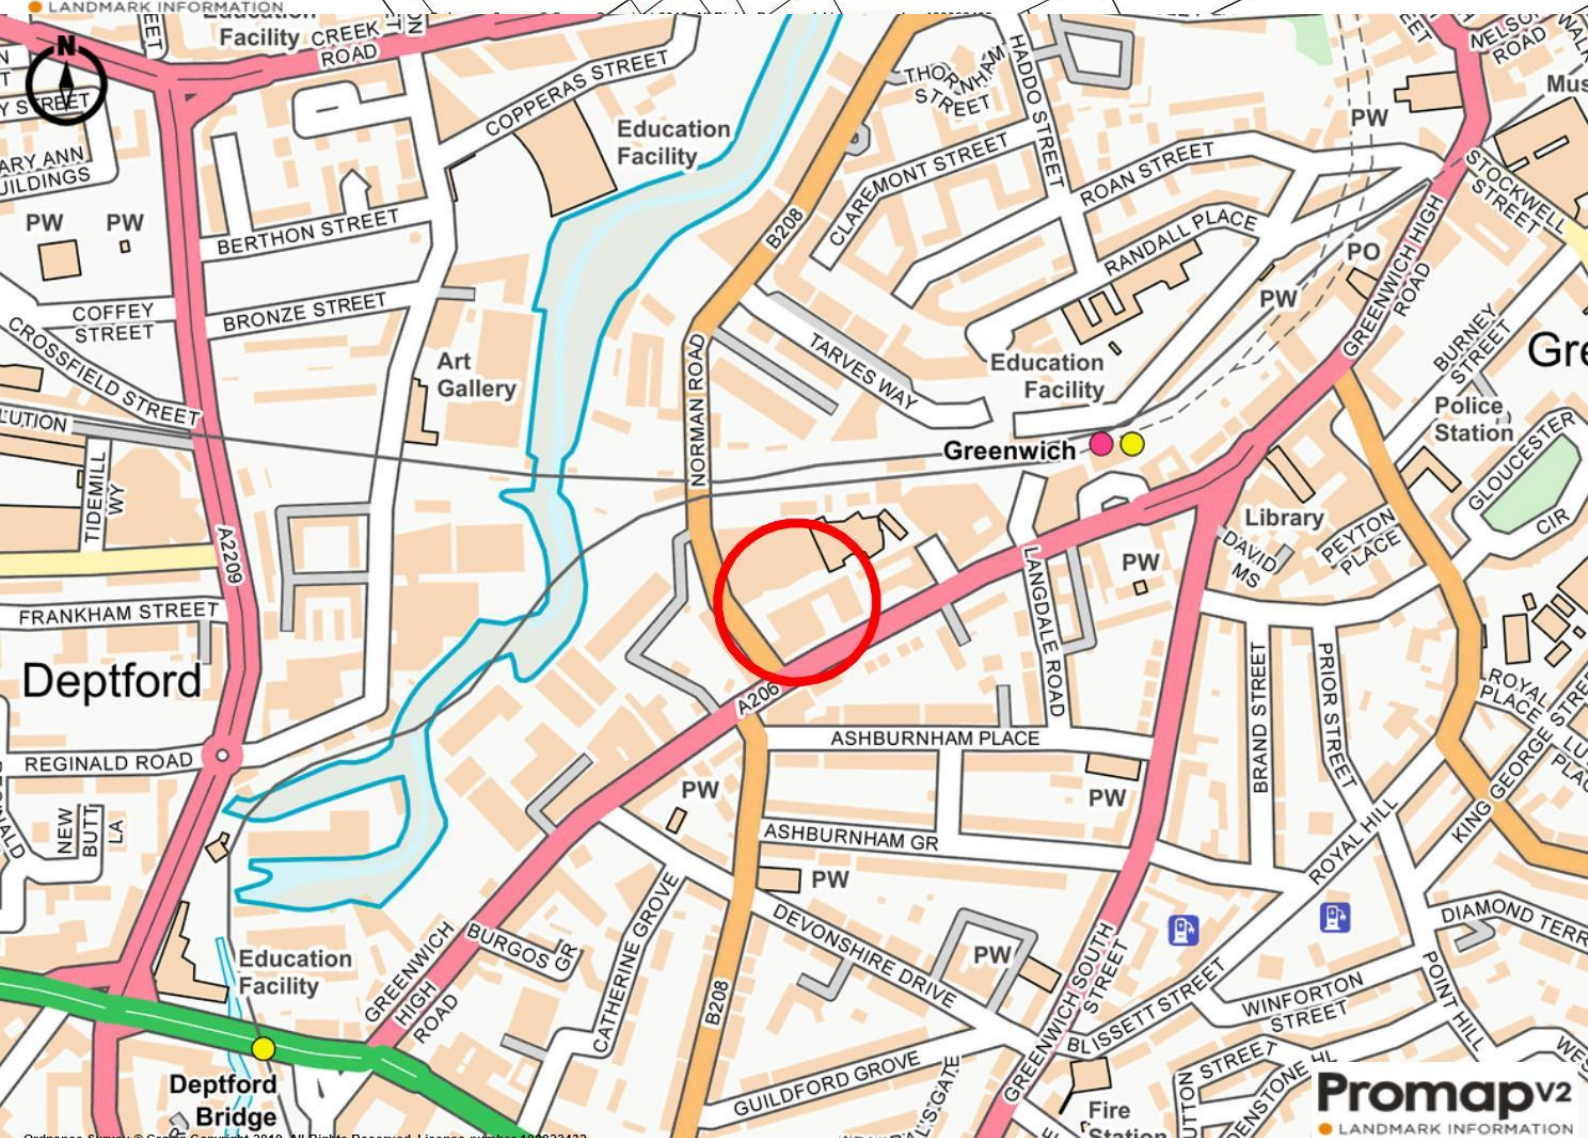 LANDMARK INFORMATION
Education
Facility
CREEK
ROAD
N
COPPERAS STREET
THORNHAM
STREET
HADDO STREET
NELSON
ROAD
Education
Facility
PW
STOCKWELL
STREET
CLAREMONT STREET
ROAN STREET
RANDALL PLACE
PW
PW
BERTHON STREET
B208
PO
GREENWICH HIGH
ROAD
COFFEY
STREET
BRONZE STREET
PW
CROSSFIELD STREET
Art
Gallery
NORMAN ROAD
TARVES WAY
Education
Facility
BURNEY
STREET
Police
Station
Greenwich
GLOUCESTER
CIR
TIDEMILL
WY
A2209
Library
PEYTON
PLACE
DAVID
MS
PW
LANGDALE ROAD
FRANKHAM STREET
Deptford
A206
BRAND STREET
PRIOR STREET
ROYAL
PLACE
ASHBURNHAM PLACE
REGINALD ROAD
KING GEORGE STREET
PW
PW
NEW
BUTT
LA
ASHBURNHAM GR
ROYAL HILL
PW
DEVONSHIRE DRIVE
CATHERINE GROVE
BURGOS GR
GREENWICH
HIGH
ROAD
Education
Facility
PW
GREENWICH SOUTH
STREET
DIAMOND TERR
POINT HILL
WINFORTON
STREET
BLISSETT STREET
B208
GUILDFORD GROVE
Deptford
Bridge
Fire
Station
STREET
Promap V2
LANDMARK INFORMATION